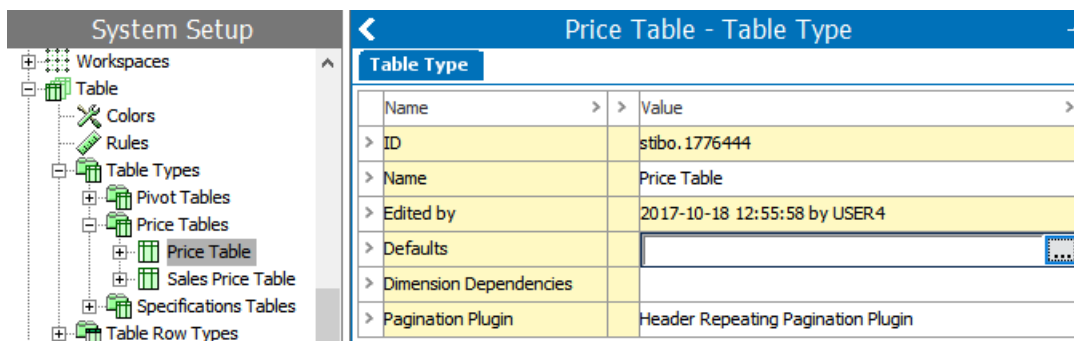 System Setup
Workspaces
Table
Colors
Rules
Table Types
Pivot Tables
Price Tables
Price Table
Sales Price Table
Specifications Tables
Table Row Types
Price Table - Table Type
Table Type
Name > > Value >
> ID stibo.1776444
> Name Price Table
> Edited by 2017-10-18 12:55:58 by USER4
> Defaults ...
> Dimension Dependencies
> Pagination Plugin Header Repeating Pagination Plugin